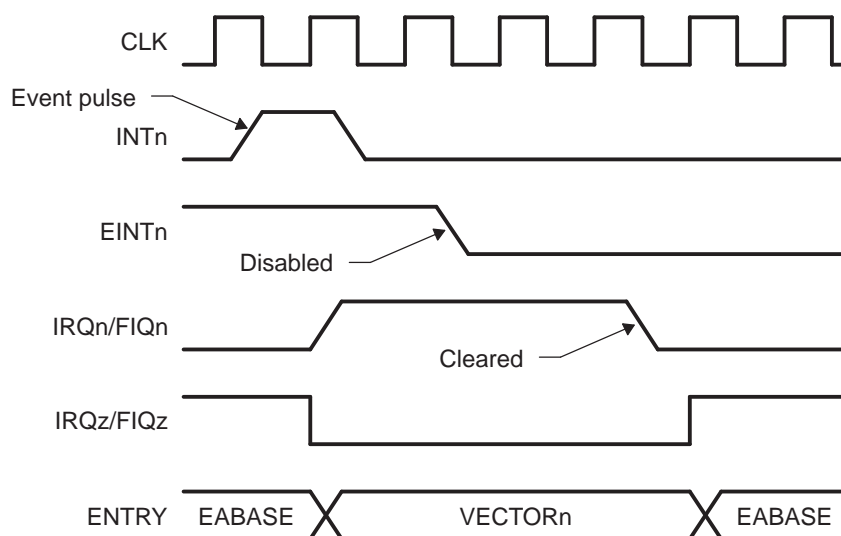 CLK
Event pulse
INTn
EINTn
Disabled
IRQn/FIQn
Cleared
IRQz/FIQz
ENTRY EABASE VECTORn EABASE